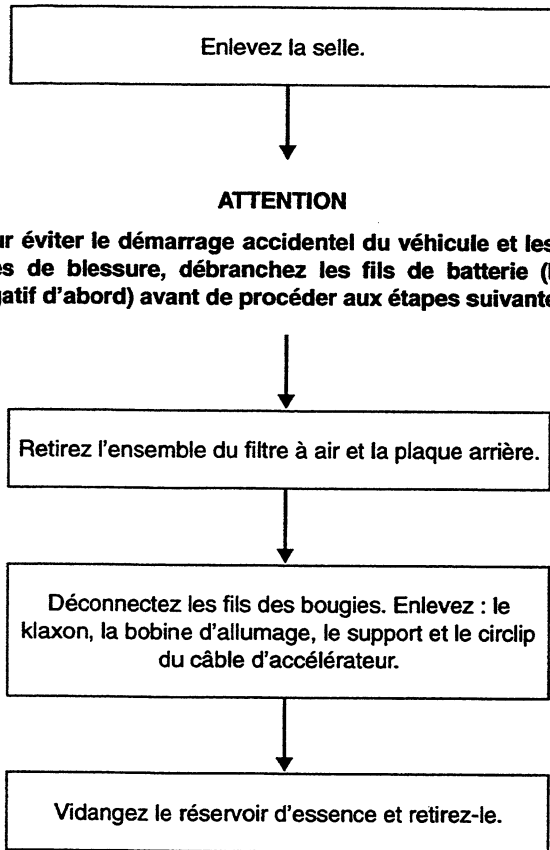 Enlevez la selle.
ATTENTION
r éviter le démarrage accidentel du véhicule et les
s de blessure, débranchez les fils de batterie (
atif d'abord) avant de procéder aux étapes suivante
Retirez l'ensemble du filtre à air et la plaque arrière.
Déconnectez les fils des bougies. Enlevez : le
klaxon, la bobine d'allumage, le support et le circlip
du câble d'accélérateur.
Vidangez le réservoir d'essence et retirez-le.